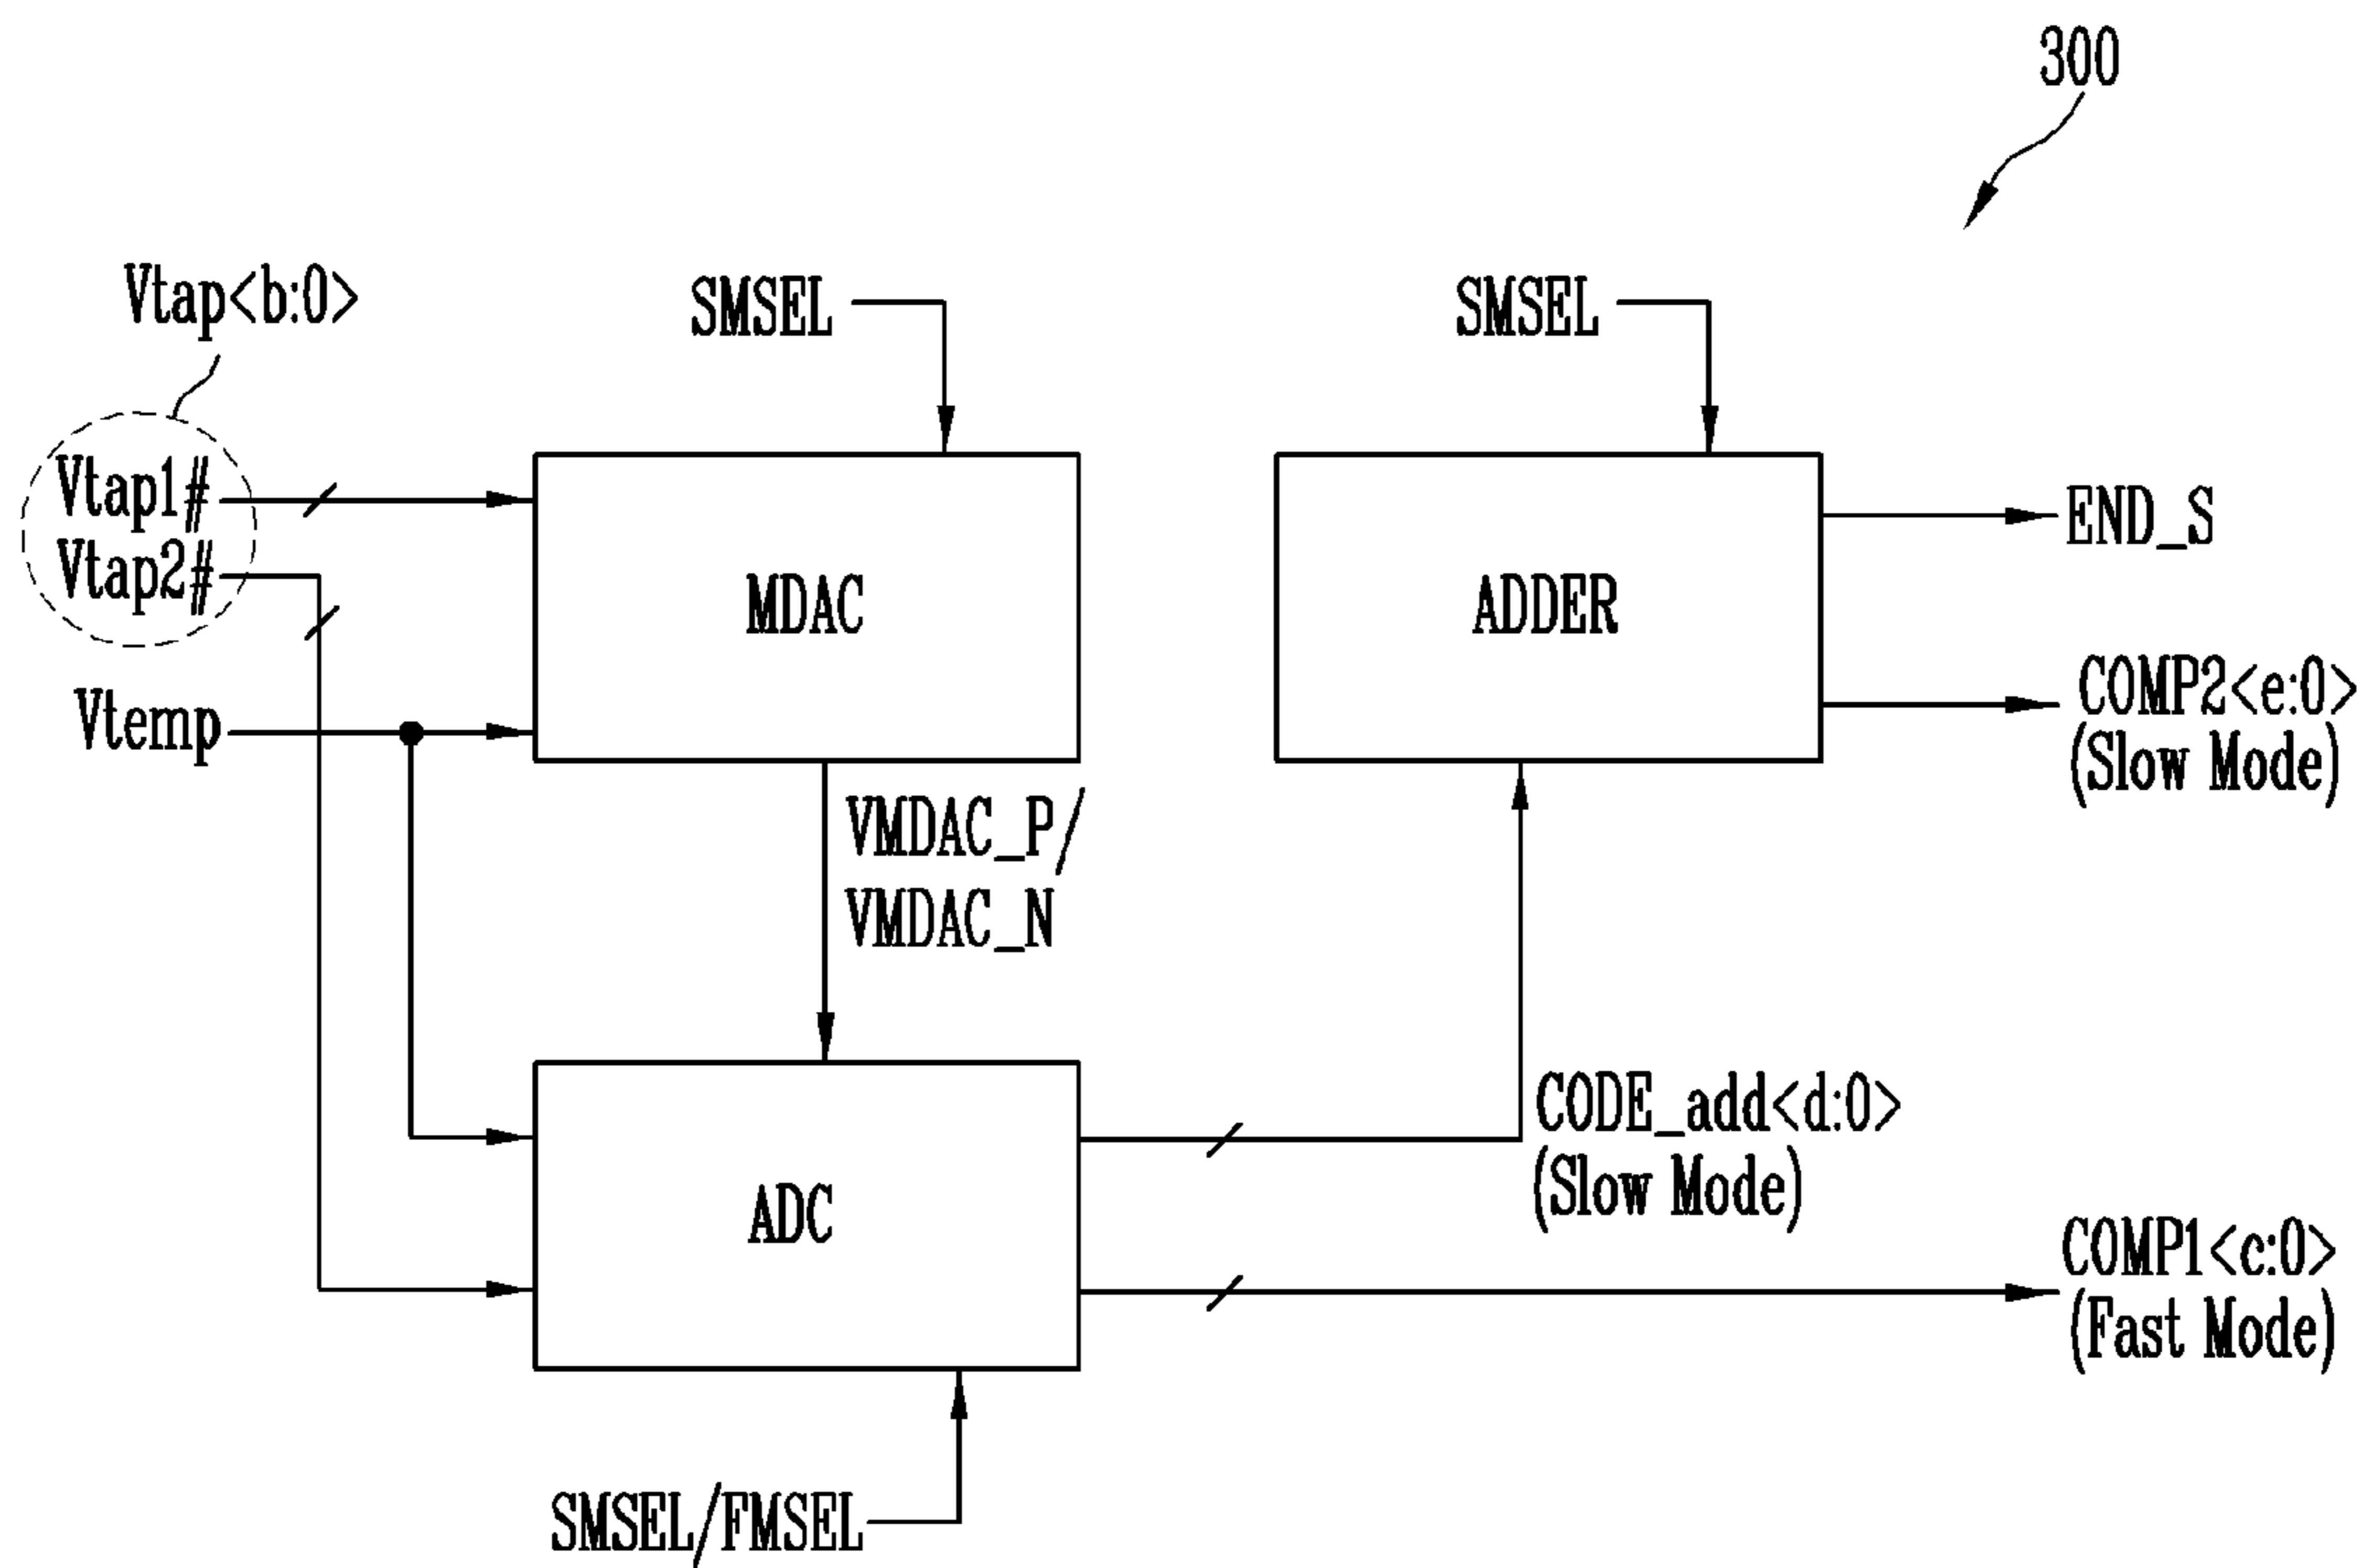 300
Vtap<b:0>
SMSEL
SMSEL
Vtap1#
Vtap2#
Vtemp
MDAC
ADDER
END_S
COMP2<e:0>
(Slow Mode)
VMDAC_P/
VMDAC_N
ADC
CODE_add<d:0>
(Slow Mode)
COMP1<c:0>
(Fast Mode)
SMSEL/FMSEL